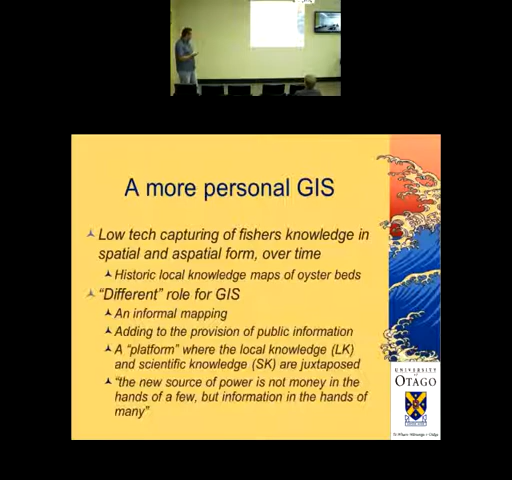 A more personal GIS
Low tech capturing of fishers knowledge in
spatial and aspatial form, over time
Historic local knowledge maps of oyster beds
“Different” role for GIS
An informal mapping
Adding to the provision of public information
A “platform” where the local knowledge (LK)
and scientific knowledge (SK) are juxtaposed
“the new source of power is not money in the
hands of a few, but information in the hands of
many”
UNIVERSITY
of
OTAGO